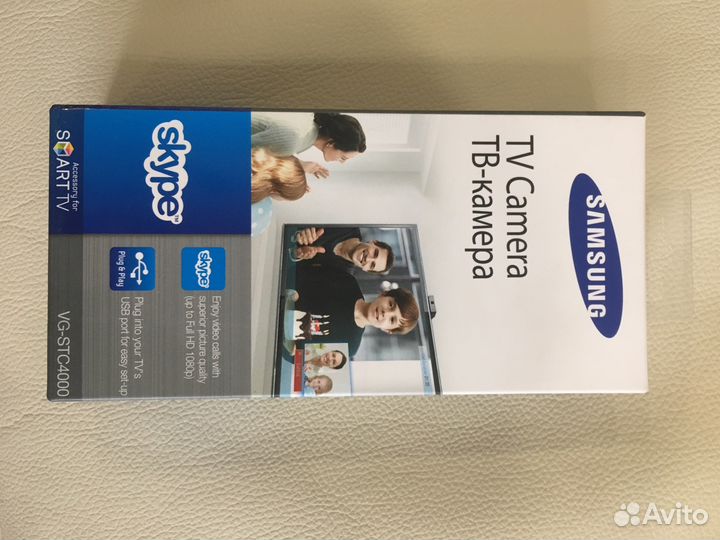 SAMSUNG
TV Camera
ТВ-камера
skype™
skype
Enjoy video calls with
superior picture quality
(up to Full HD 1080p)
Plug & Play
Plug into your TV's
USB port for easy set-up
Accessory for
SMART TV
VG-STC4000
Avito